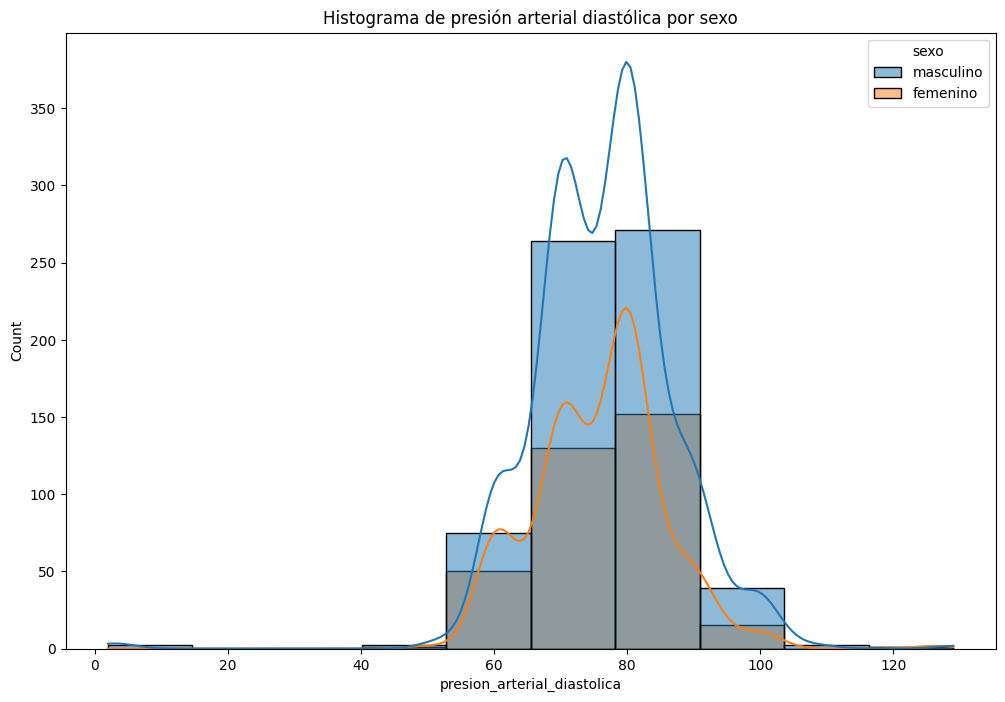 Histograma de presión arterial diastólica por sexo
sexo
masculino
femenino
Count
350
300
250
200
150
100
50
0
0 20 40 60 80 100 120
presion_arterial_diastolica